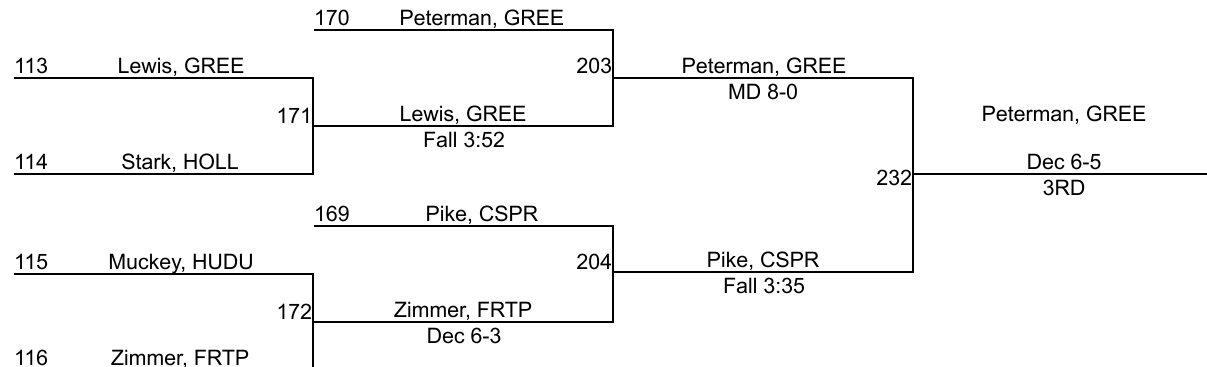 170 Peterman, GREE
113 Lewis, GREE
203 Peterman, GREE
MD 8-0
171 Lewis, GREE
Fall 3:52
Peterman, GREE
114 Stark, HOLL
232 Dec 6-5
3RD
169 Pike, CSPR
115 Muckey, HUDU
204 Pike, CSPR
Fall 3:35
172 Zimmer, FRTP
Dec 6-3
116 Zimmer, FRTP